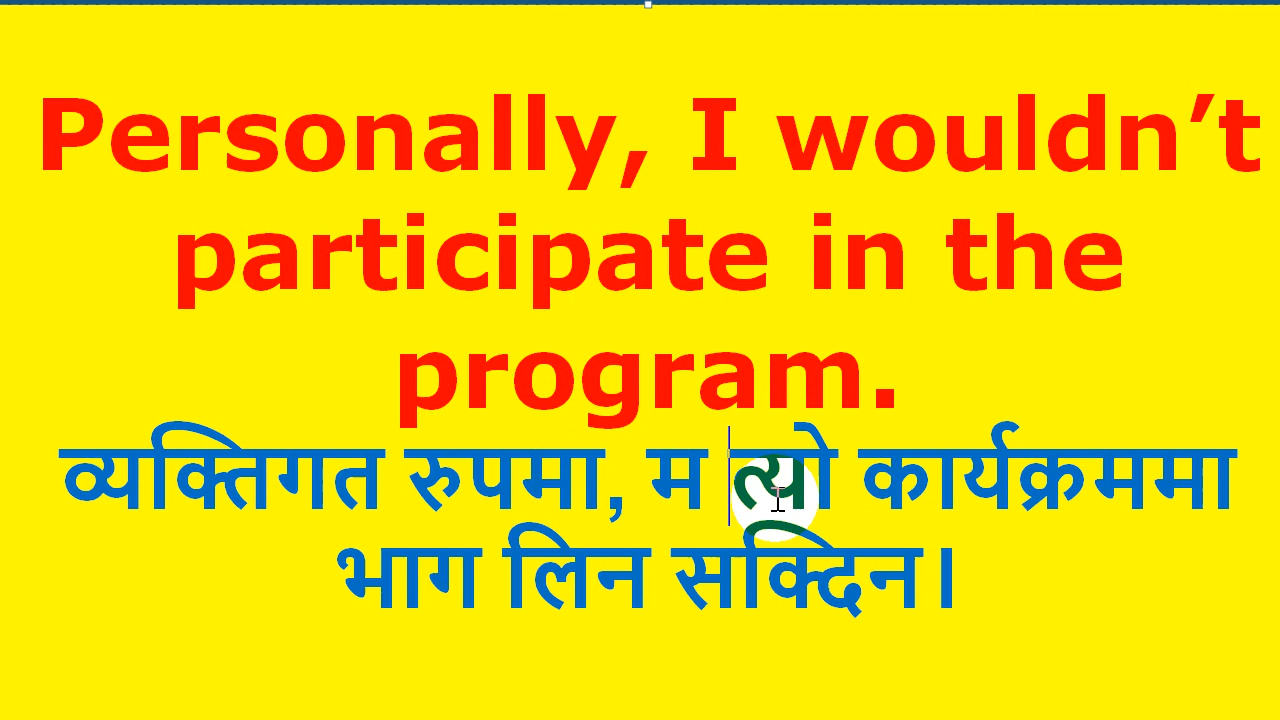 Personally, I wouldn’t
participate in the
program.
व्यक्तिगत रुपमा, म त्यो कार्यक्रममा
भाग लिन सक्दिन।